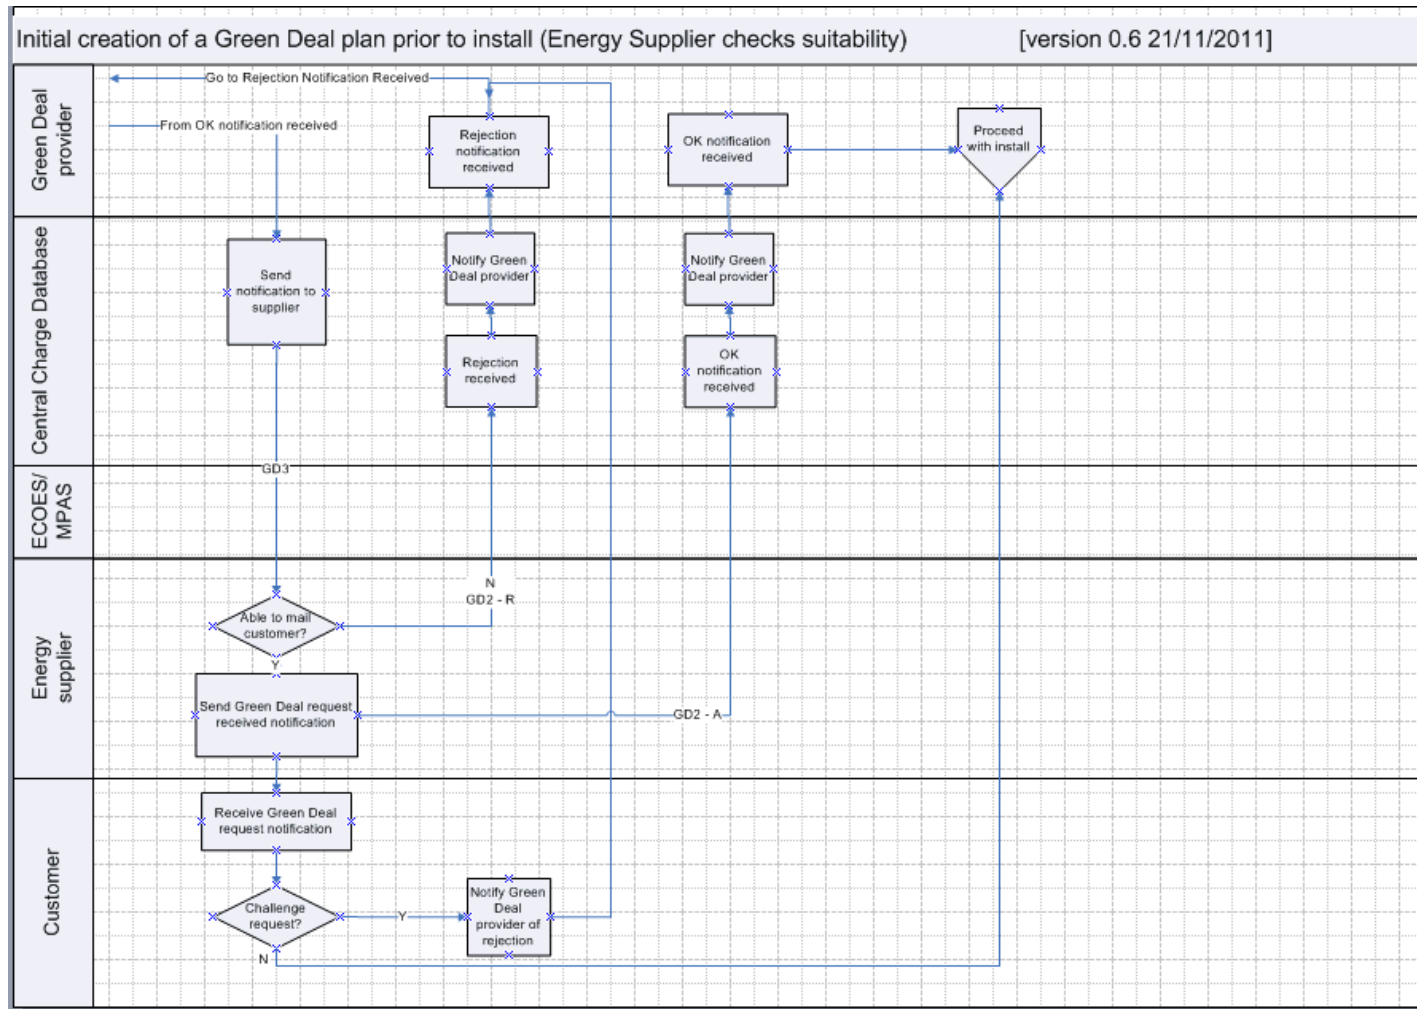 Initial creation of a Green Deal plan prior to install (Energy Supplier checks suitability) [version 0.6 21/11/2011]
Green Deal
provider
Go to Rejection Notification Received
From OK notification received
Rejection
notification
received
OK notification
received
Proceed
with install
Central Charge Database
Send
notification to
supplier
Notify Green
Deal provider
Notify Green
Deal provider
Rejection
received
OK
notification
received
GD3
ECOES/
MPAS
Energy
supplier
N
GD2 - R
Able to mail
customer?
Y
Send Green Deal request
received notification
GD2 - A
Customer
Receive Green Deal
request notification
Challenge
request?
Y
Notify Green
Deal
provider of
rejection
N